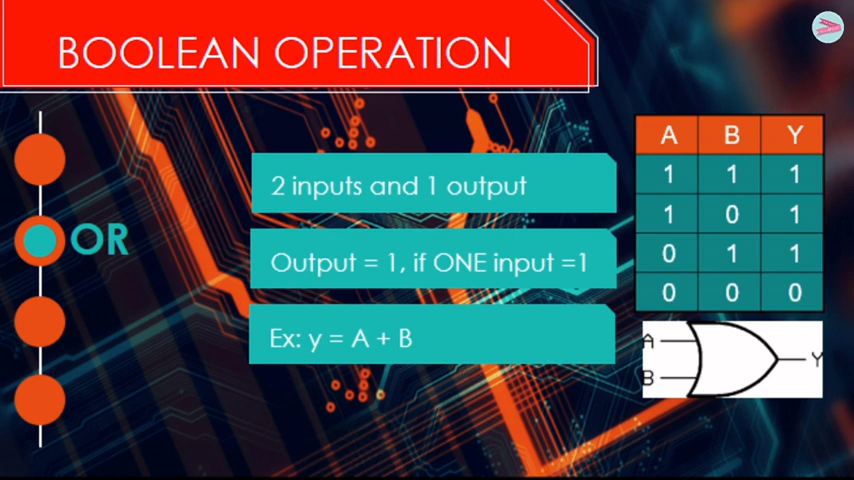 BOOLEAN OPERATION
OR
2 inputs and 1 output
Output = 1, if ONE input =1
Ex: y = A + B
A B Y
1 1 1
1 0 1
0 1 1
0 0 0
A
B
Y